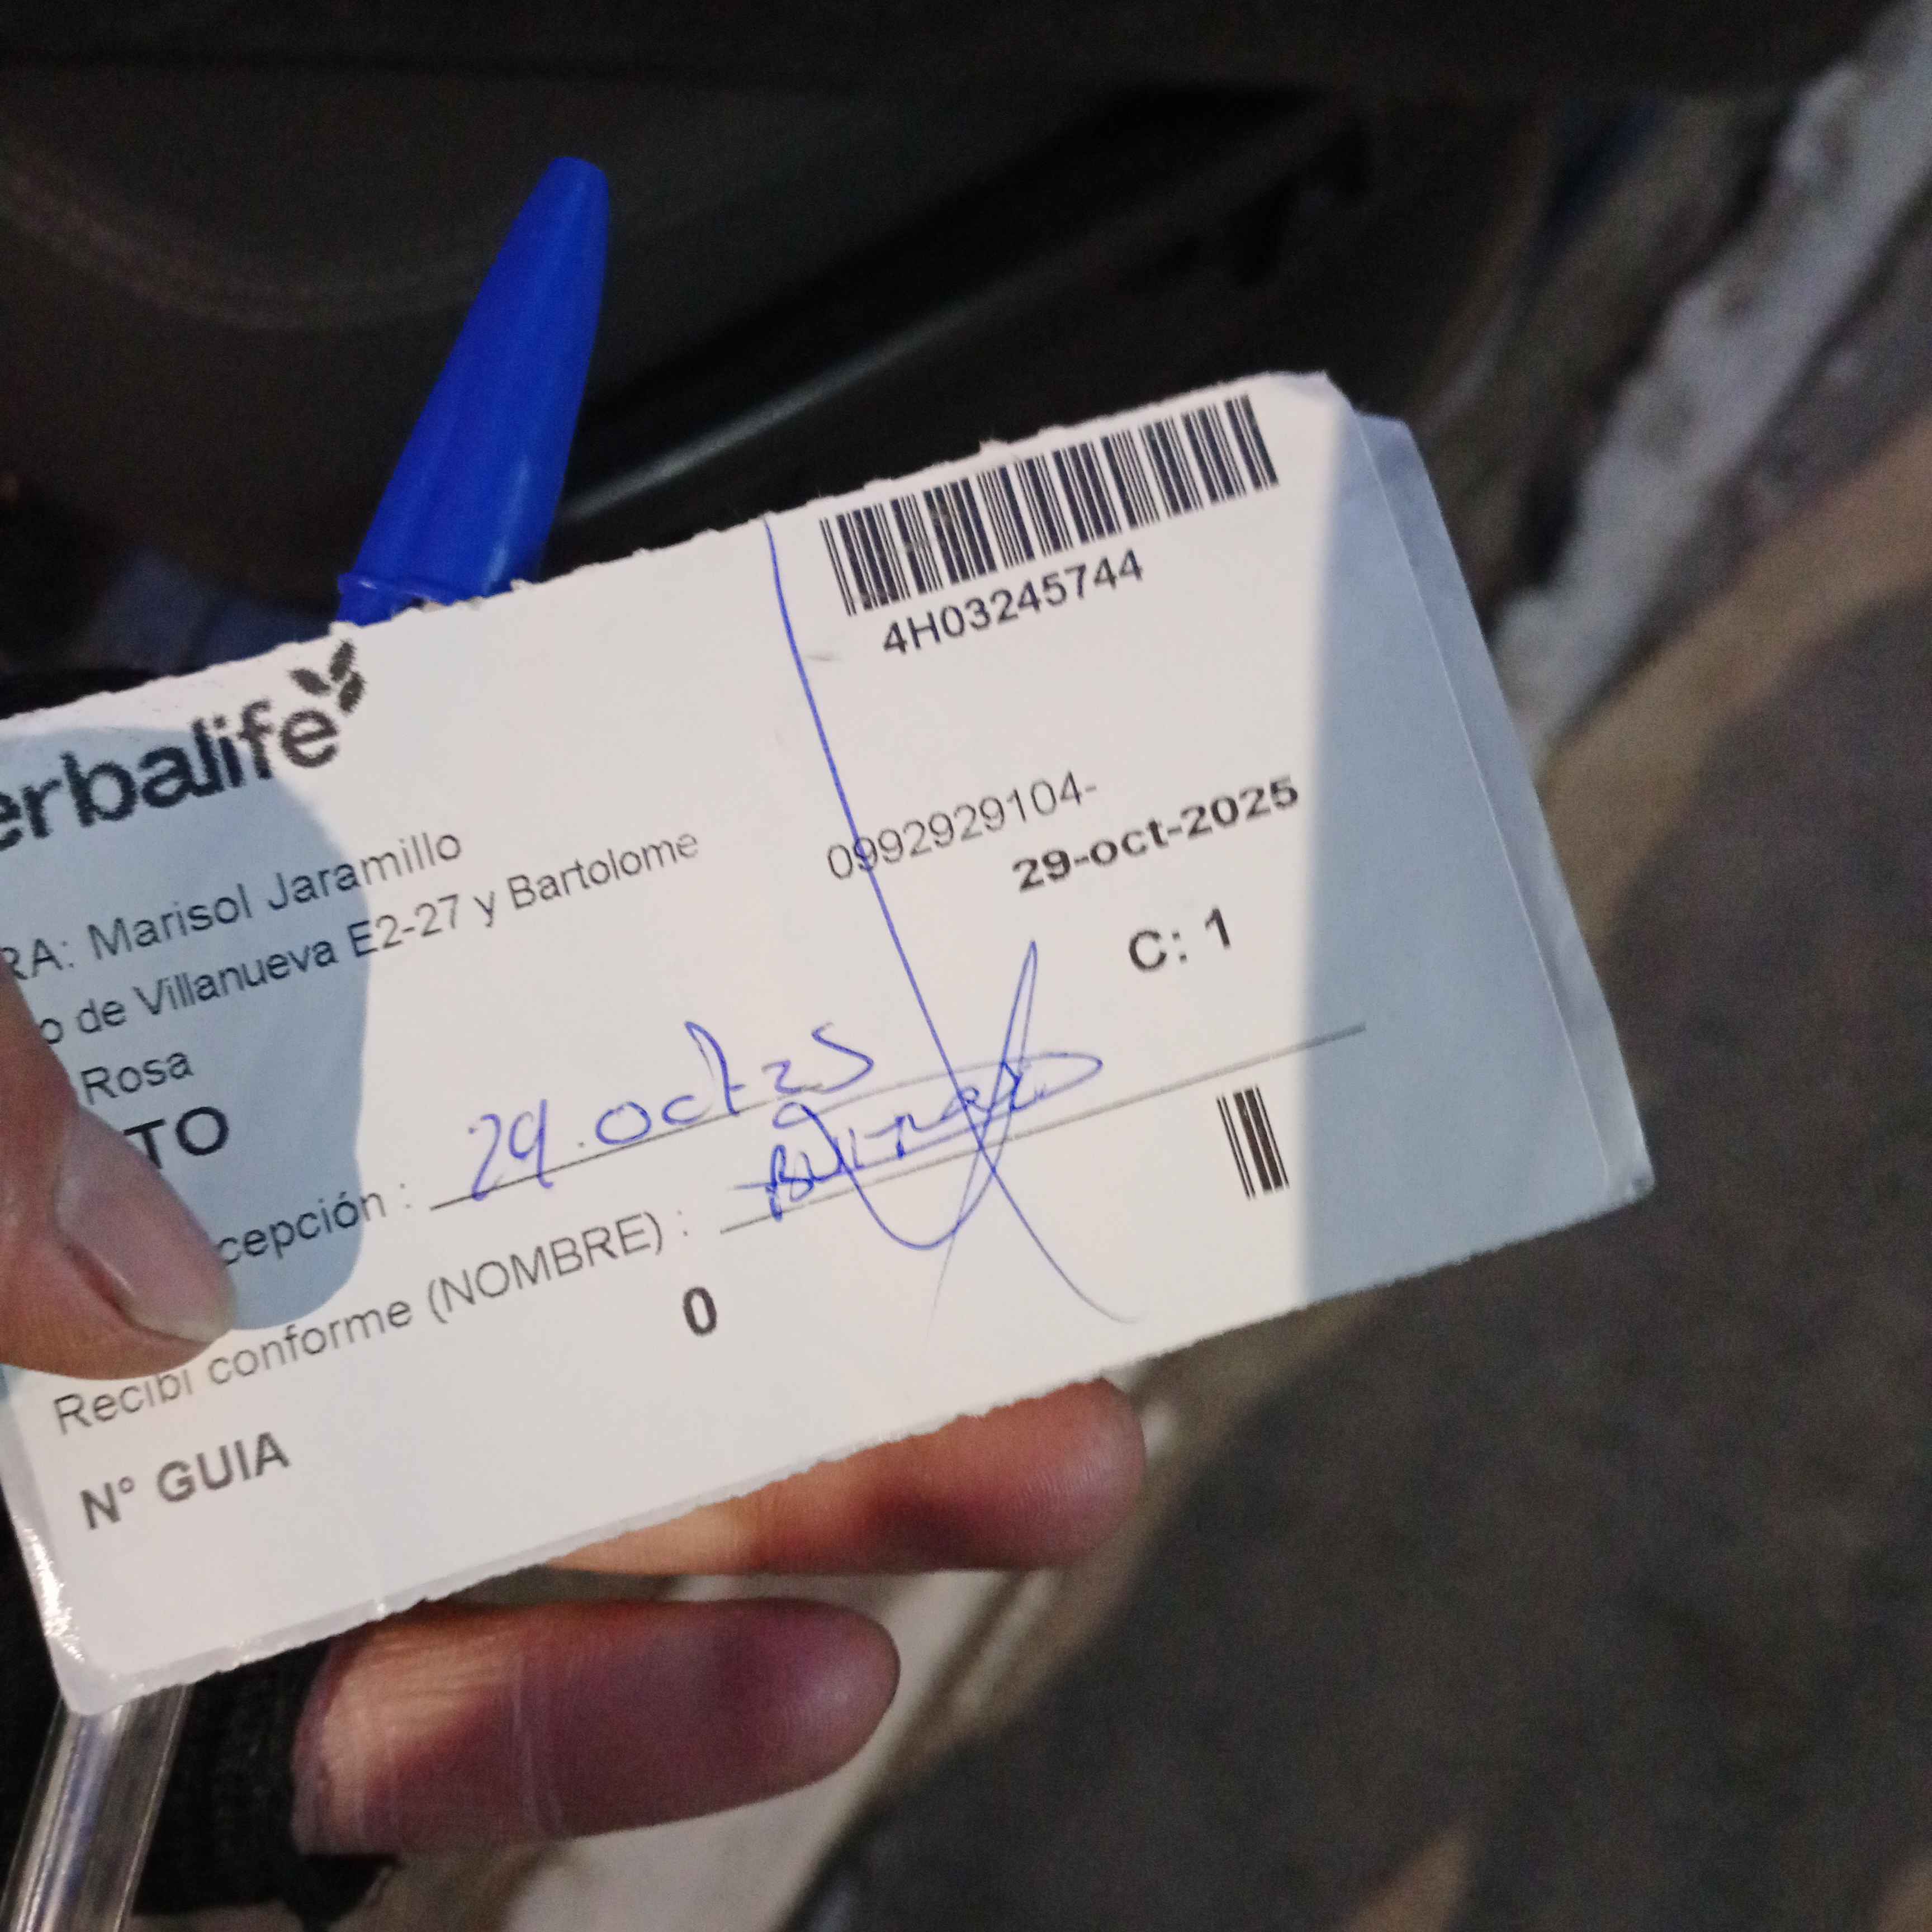 erbalife
4H03245744
RA: Marisol Jaramillo
o de Villanueva E2-27 y Bartolome
0992929104-
Rosa
29-oct-2025
TO
C: 1
cepción : 29.oct 25
Recibí conforme (NOMBRE) :
N° GUIA 0